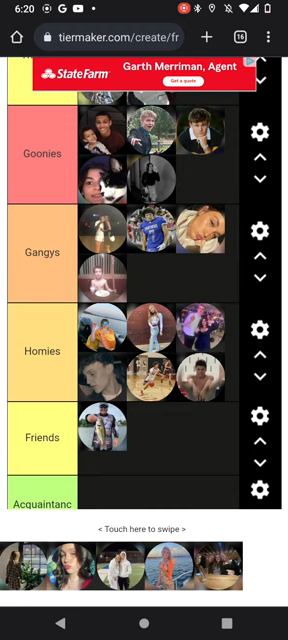 6:20
tiermaker.com/create/fr
16
StateFarm
Garth Merriman, Agent
Get a quote
Goonies
Gangys
Homies
Friends
Acquaintanc
< Touch here to swipe >